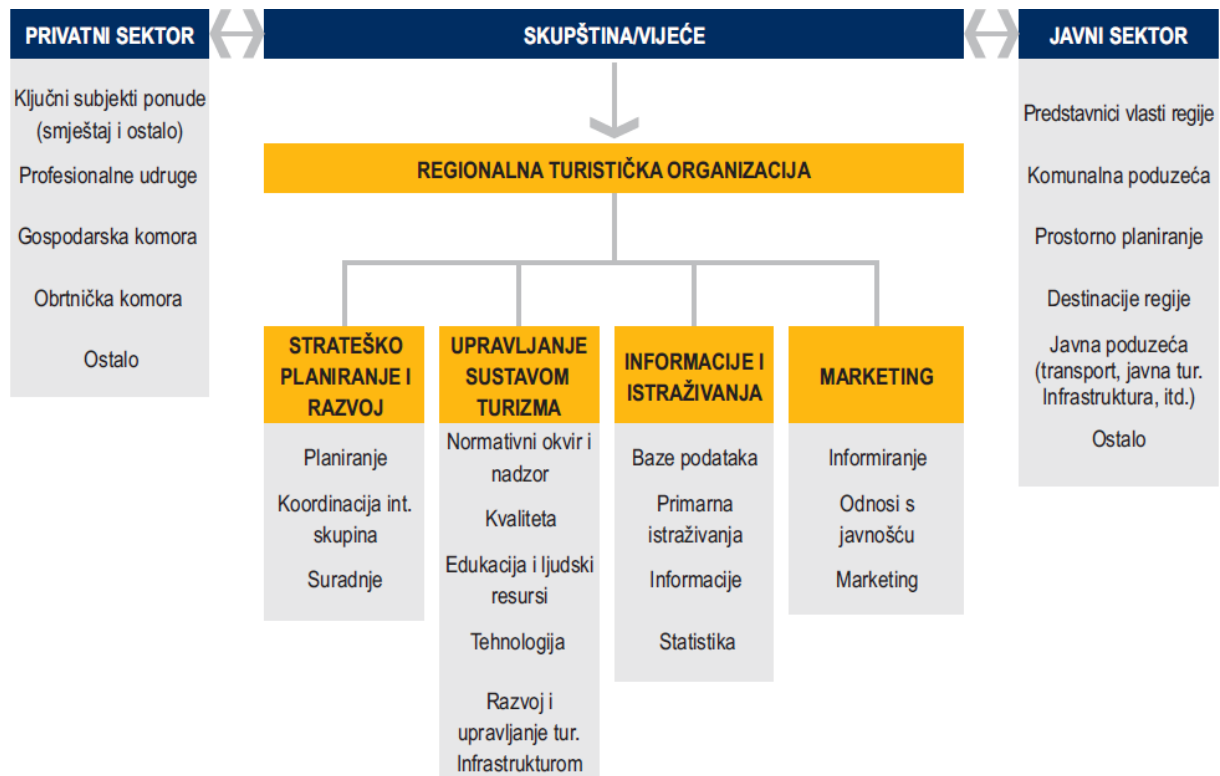 PRIVATNI SEKTOR
Ključni subjekti ponude
(smještaj i ostalo)
Profesionalne udruge
Gospodarska komora
Obrtnička komora
Ostalo
SKUPŠTINA/VIJEĆE
REGIONALNA TURISTIČKA ORGANIZACIJA
STRATEŠKO
PLANIRANJE I
RAZVOJ
Planiranje
Koordinacija int.
skupina
Suradnje
UPRAVLJANJE
SUSTAVOM
TURIZMA
Normativni okvir i
nadzor
Kvaliteta
Edukacija i ljudski
resursi
Tehnologija
Razvoj i
upravljanje tur.
Infrastrukturom
INFORMACIJE I
ISTRAŽIVANJA
Baze podataka
Primarna
istraživanja
Informacije
Statistika
MARKETING
Informiranje
Odnosi s
javnošću
Marketing
JAVNI SEKTOR
Predstavnici vlasti regije
Komunalna poduzeća
Prostorno planiranje
Destinacije regije
Javna poduzeća
(transport, javna tur.
Infrastruktura, itd.)
Ostalo